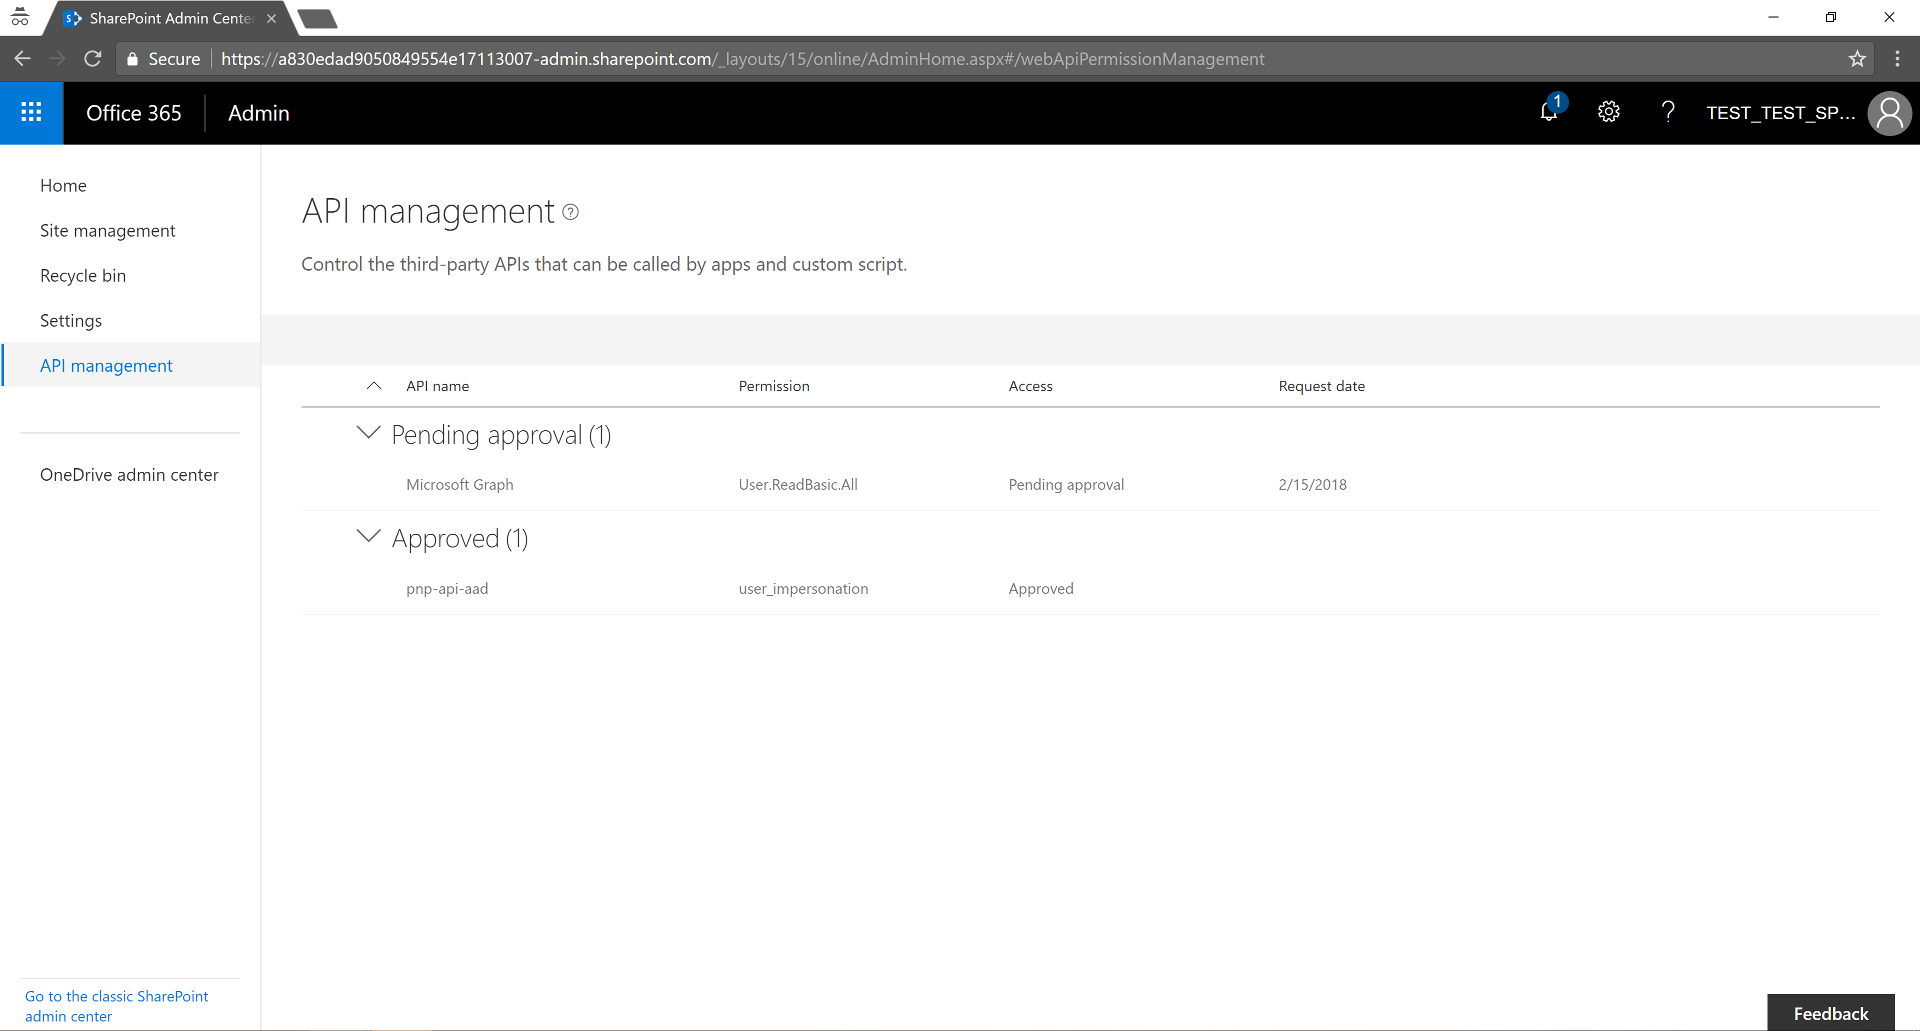 SharePoint Admin Cente
Secure
https://a830edad9050849554e17113007-admin.sharepoint.com/_layouts/15/online/AdminHome.aspx#/webApiPermissionManagement
Office 365
Admin
1
TEST_TEST_SP...
Home
Site management
Recycle bin
Settings
API management
OneDrive admin center
Go to the classic SharePoint
admin center
API management
Control the third-party APIs that can be called by apps and custom script.
API name Permission Access Request date
Pending approval (1)
Microsoft Graph User.ReadBasic.All Pending approval 2/15/2018
Approved (1)
pnp-api-aad user_impersonation Approved
Feedback